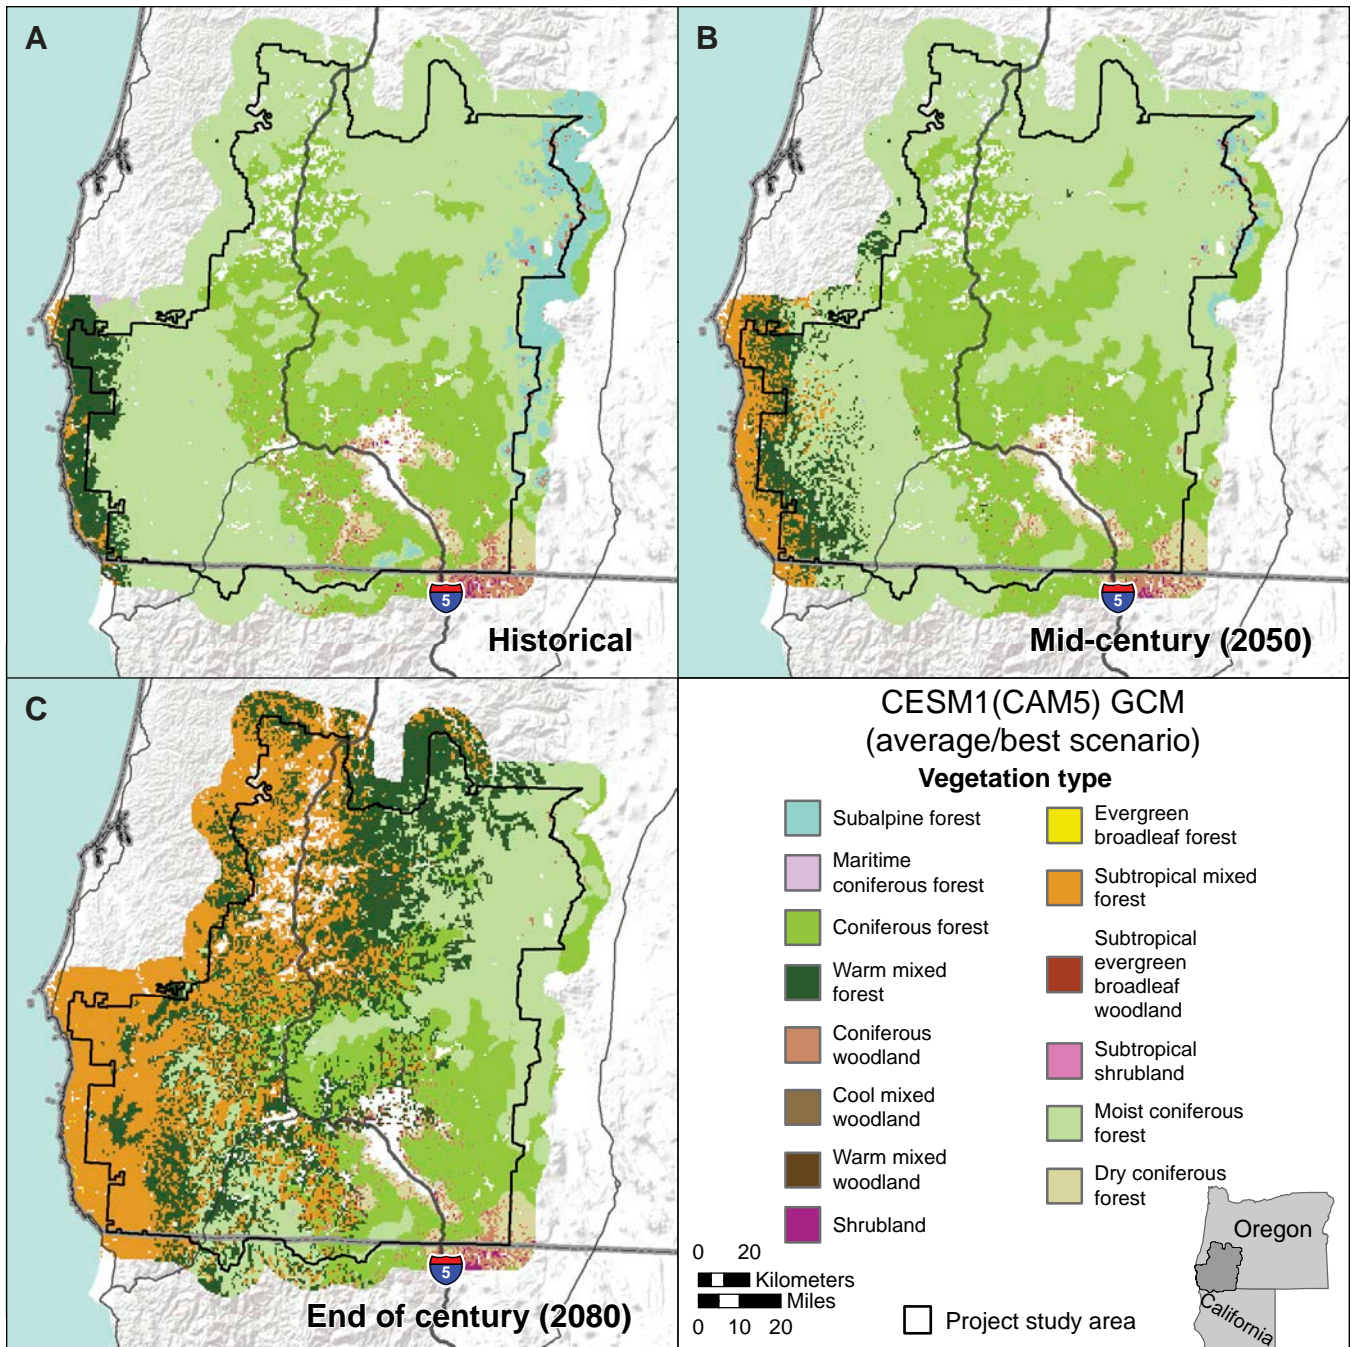 A
5
Historical
B
5
Mid-century (2050)
C
5
End of century (2080)
CESM1(CAM5) GCM
(average/best scenario)
Vegetation type
Subalpine forest
Maritime
coniferous forest
Coniferous forest
Warm mixed
forest
Coniferous
woodland
Cool mixed
woodland
Warm mixed
woodland
Shrubland
Evergreen
broadleaf forest
Subtropical mixed
forest
Subtropical
evergreen
broadleaf
woodland
Subtropical
shrubland
Moist coniferous
forest
Dry coniferous
forest
0 20
Kilometers
Miles
0 10 20
Project study area
Oregon
California